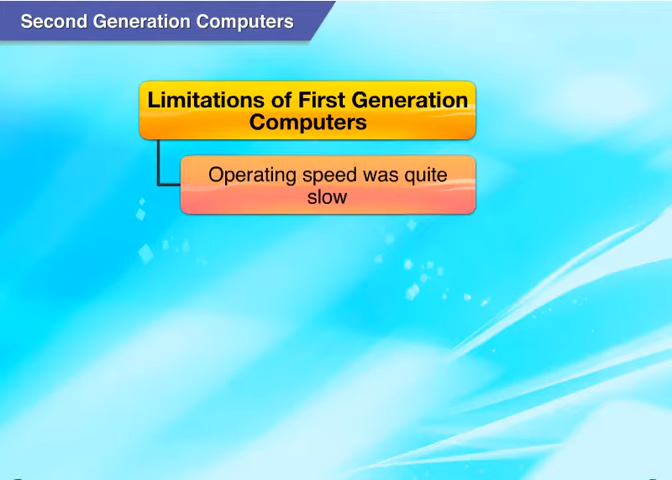 Second Generation Computers
Limitations of First Generation
Computers
Operating speed was quite
slow